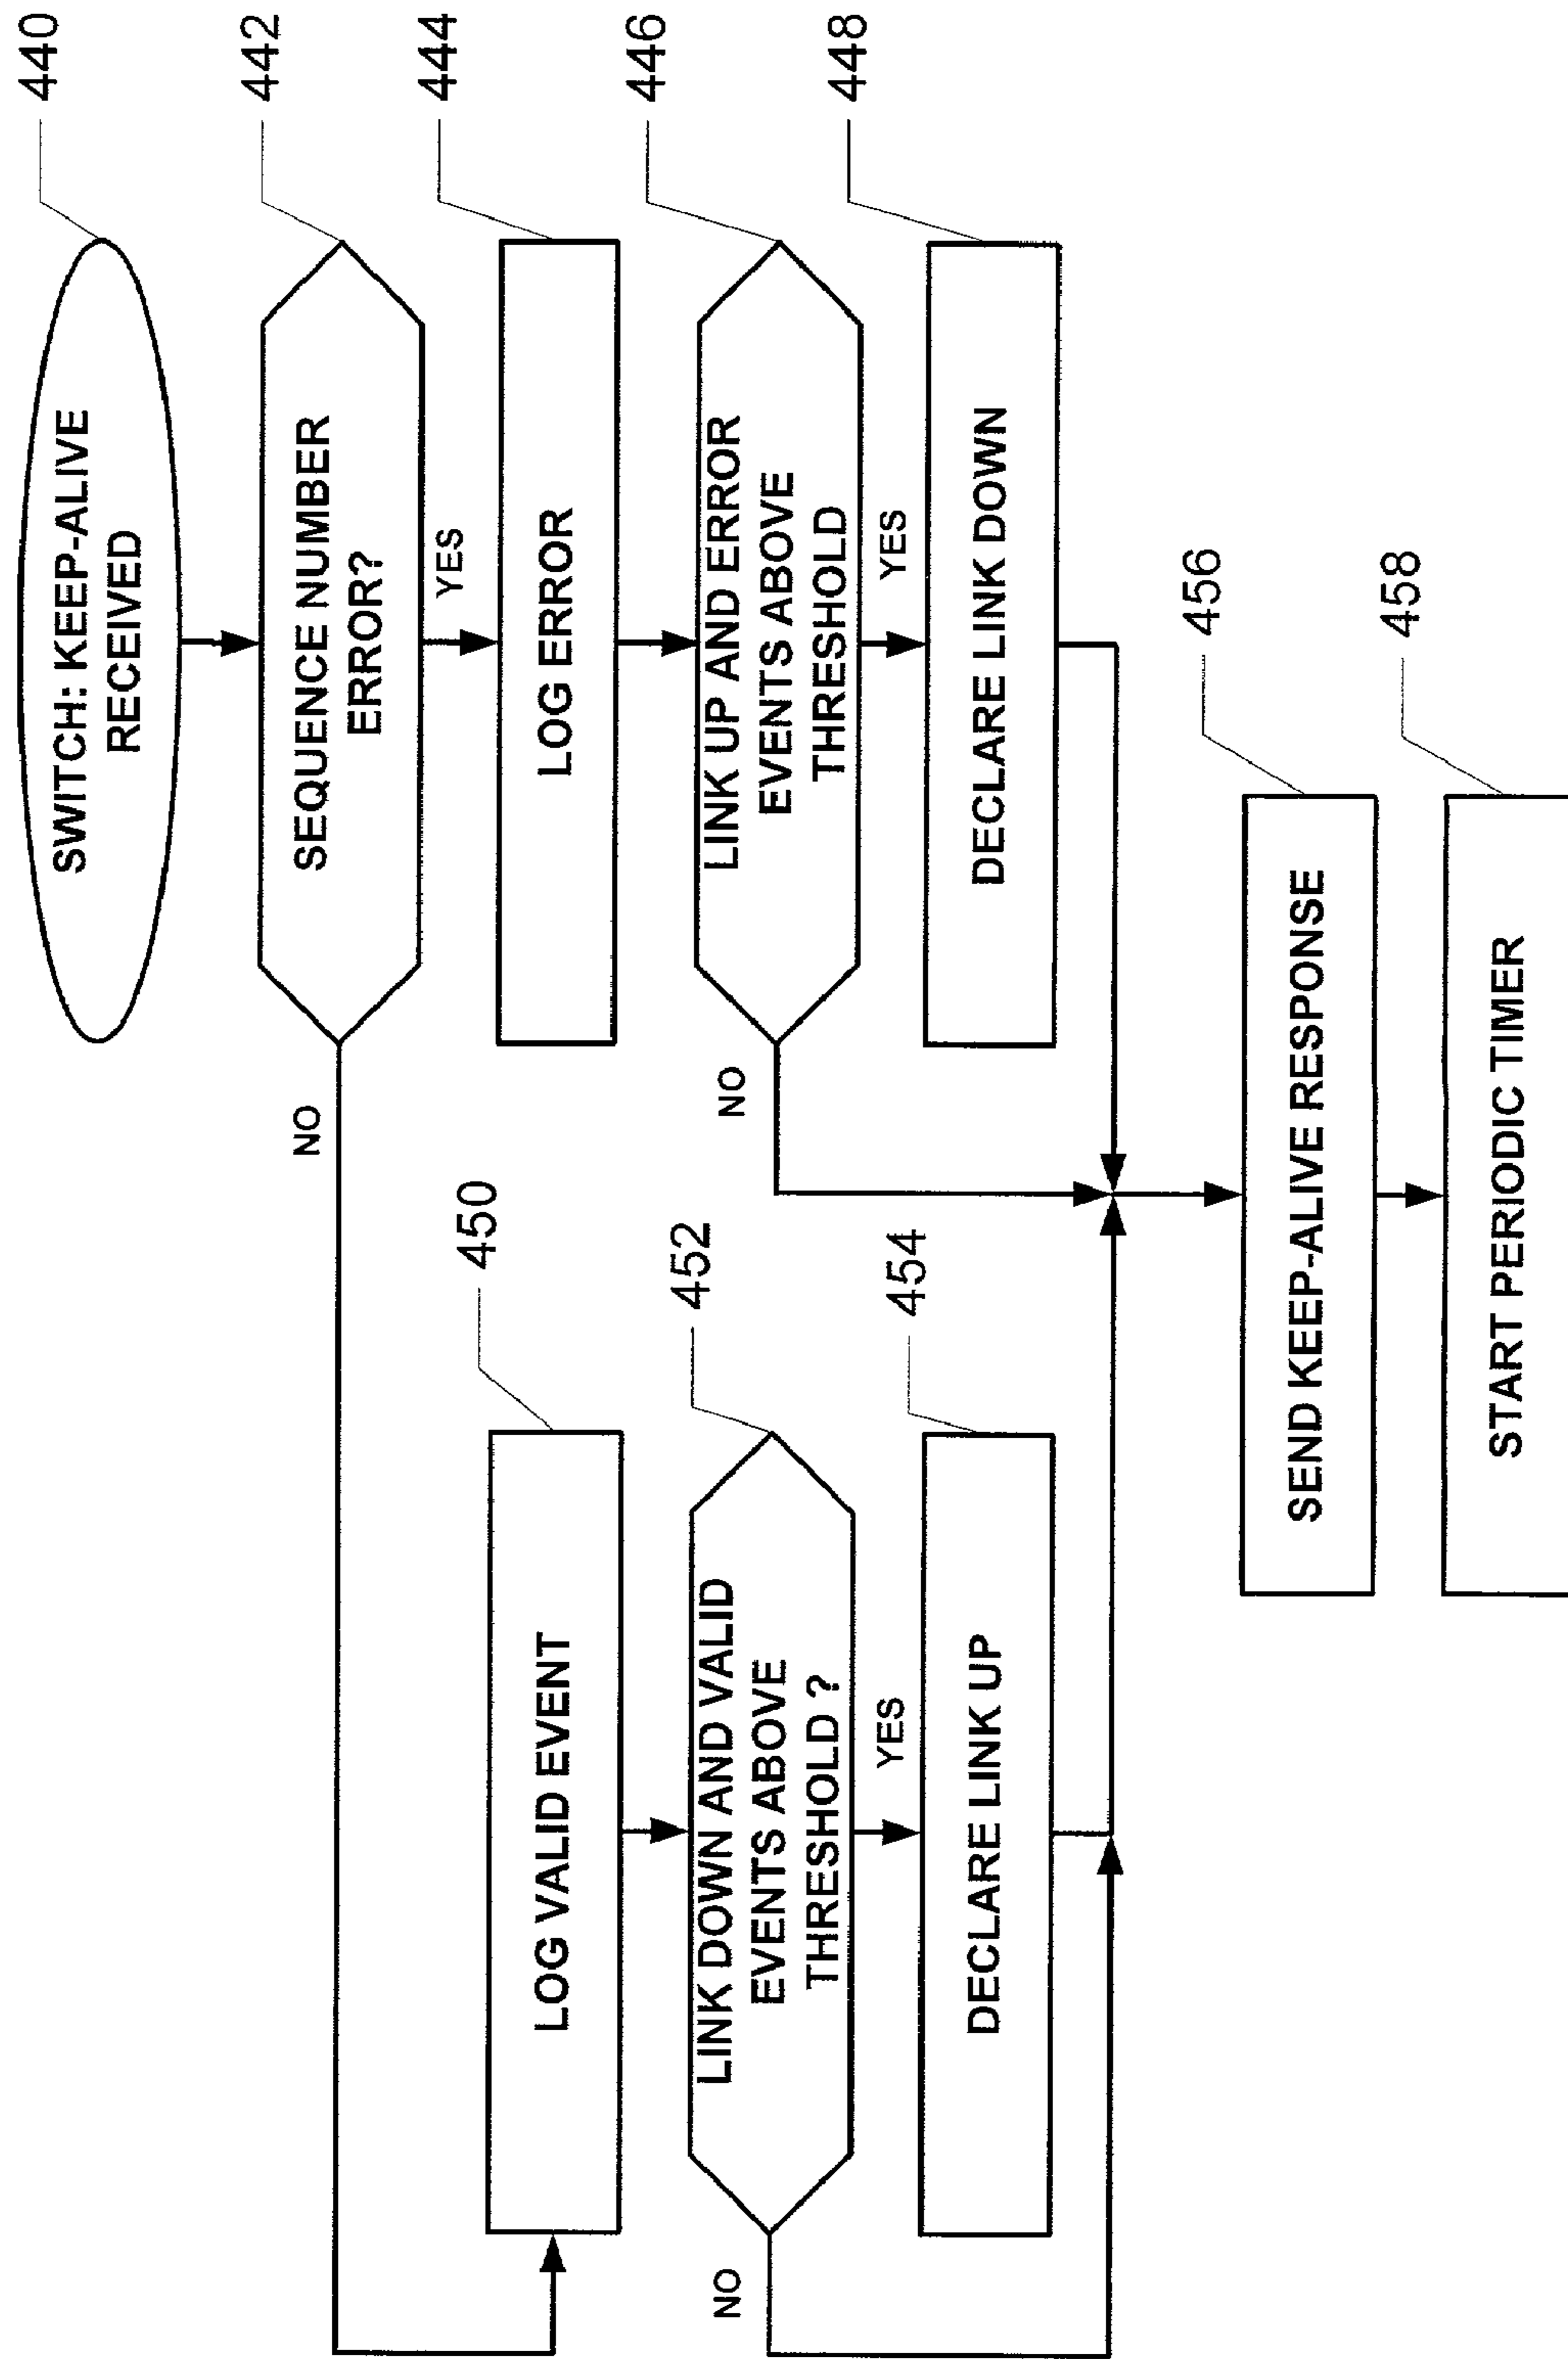 SWITCH: KEEP-ALIVE
RECEIVED
440
SEQUENCE NUMBER
ERROR?
442
NO
YES
LOG ERROR
444
LINK UP AND ERROR
EVENTS ABOVE
THRESHOLD
446
NO
YES
DECLARE LINK DOWN
448
LOG VALID EVENT
450
LINK DOWN AND VALID
EVENTS ABOVE
THRESHOLD ?
452
NO
YES
DECLARE LINK UP
454
SEND KEEP-ALIVE RESPONSE
456
START PERIODIC TIMER
458